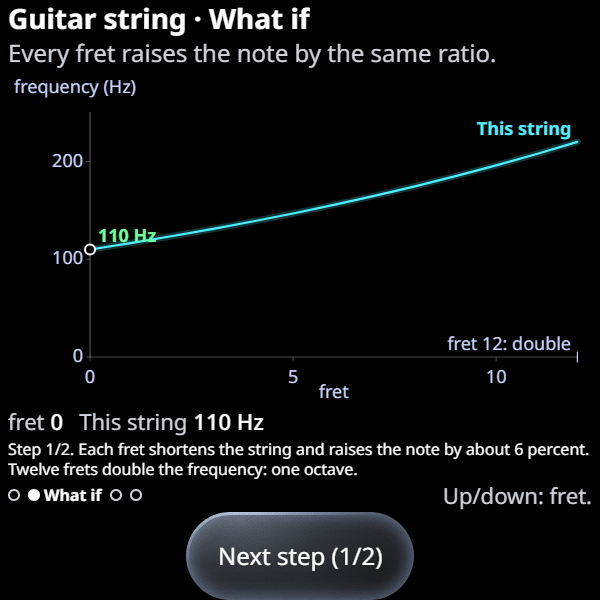 Guitar string · What if
Every fret raises the note by the same ratio.
frequency (Hz)
This string
200
110 Hz
100
fret 12: double
0
0 5 10
fret
fret 0 This string 110 Hz
Step 1/2. Each fret shortens the string and raises the note by about 6 percent.
Twelve frets double the frequency: one octave.
What if
Up/down: fret.
Next step (1/2)